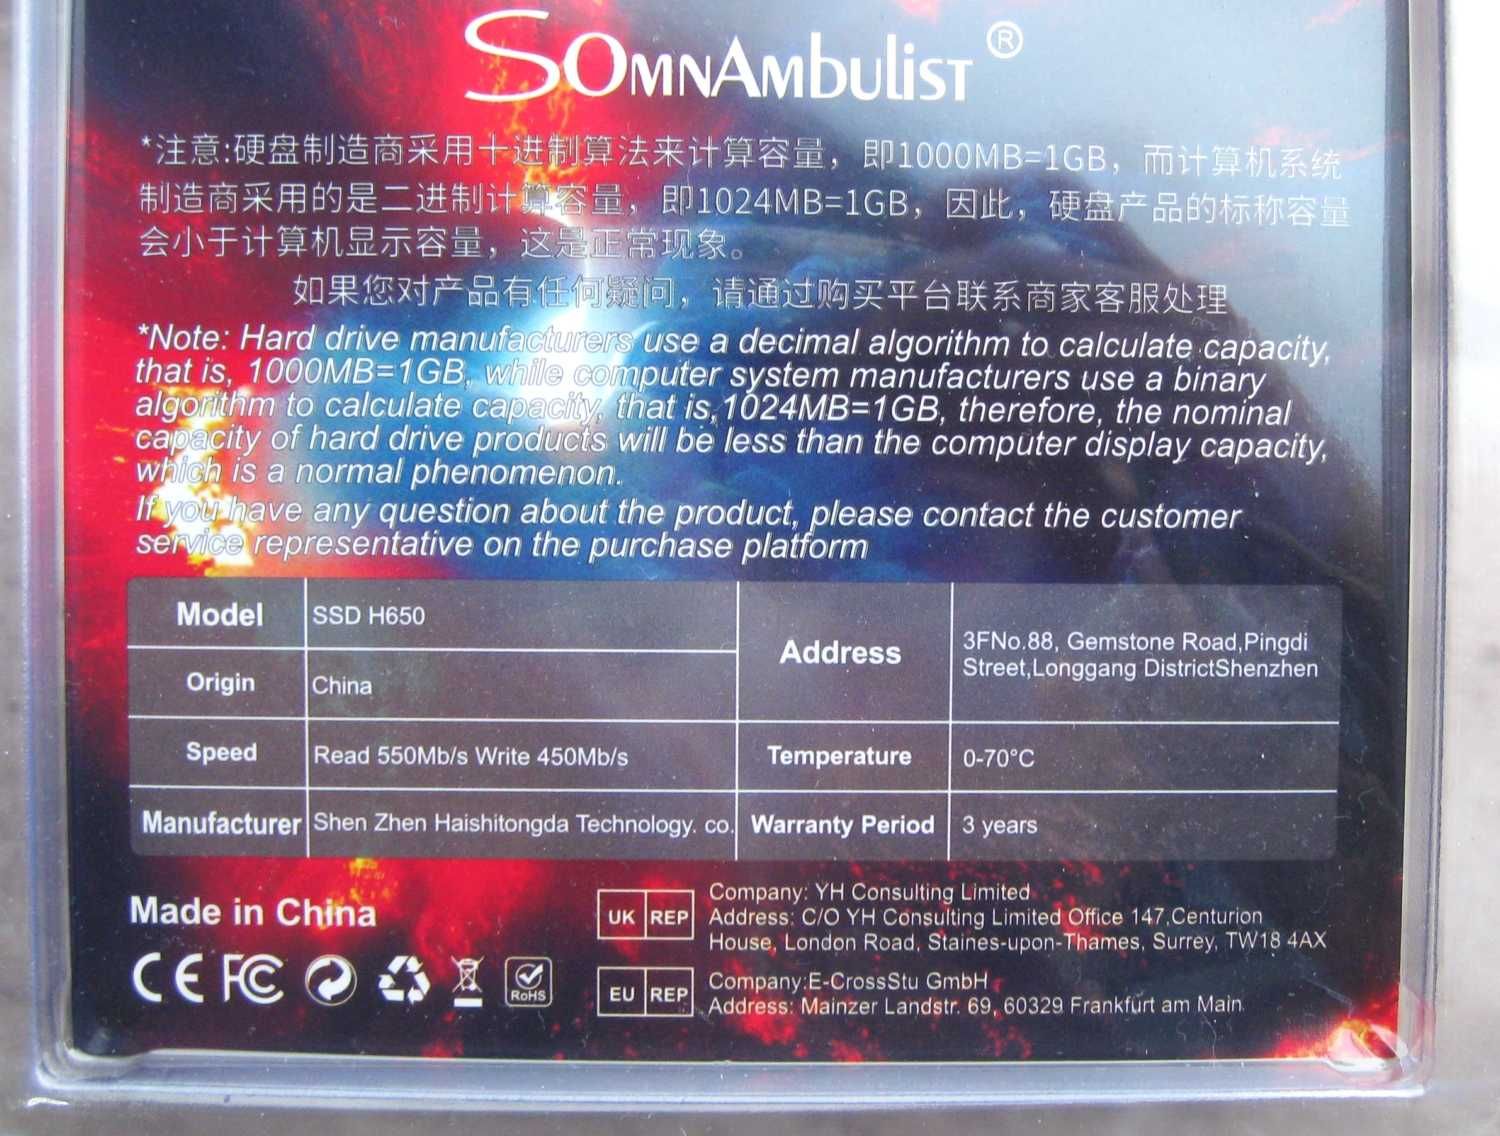 SOMNAMBULIST®
*注意:硬盘制造商采用十进制算法来计算容量，即1000MB=1GB，而计算机系统
制造商采用的是二进制计算容量，即1024MB=1GB，因此，硬盘产品的标称容量
会小于计算机显示容量，这是正常现象。
如果您对产品有任何疑问，请通过购买平台联系商家客服处理
*Note: Hard drive manufacturers use a decimal algorithm to calculate capacity,
that is, 1000MB=1GB, while computer system manufacturers use a binary
algorithm to calculate capacity, that is, 1024MB=1GB, therefore, the nominal
capacity of hard drive products will be less than the computer display capacity,
which is a normal phenomenon.
If you have any question about the product, please contact the customer
service representative on the purchase platform
Model SSD H650
Origin China
Address 3FNo.88, Gemstone Road,Pingdi
Street,Longgang DistrictShenzhen
Speed Read 550Mb/s Write 450Mb/s
Temperature 0-70°C
Manufacturer Shen Zhen Haishitongda Technology. co.
Warranty Period 3 years
Made in China
CE FC
RoHS
UK REP
Company: YH Consulting Limited
Address: C/O YH Consulting Limited Office 147,Centurion
House, London Road, Staines-upon-Thames, Surrey, TW18 4AX
EU REP
Company:E-CrossStu GmbH
Address: Mainzer Landstr. 69, 60329 Frankfurt am Main